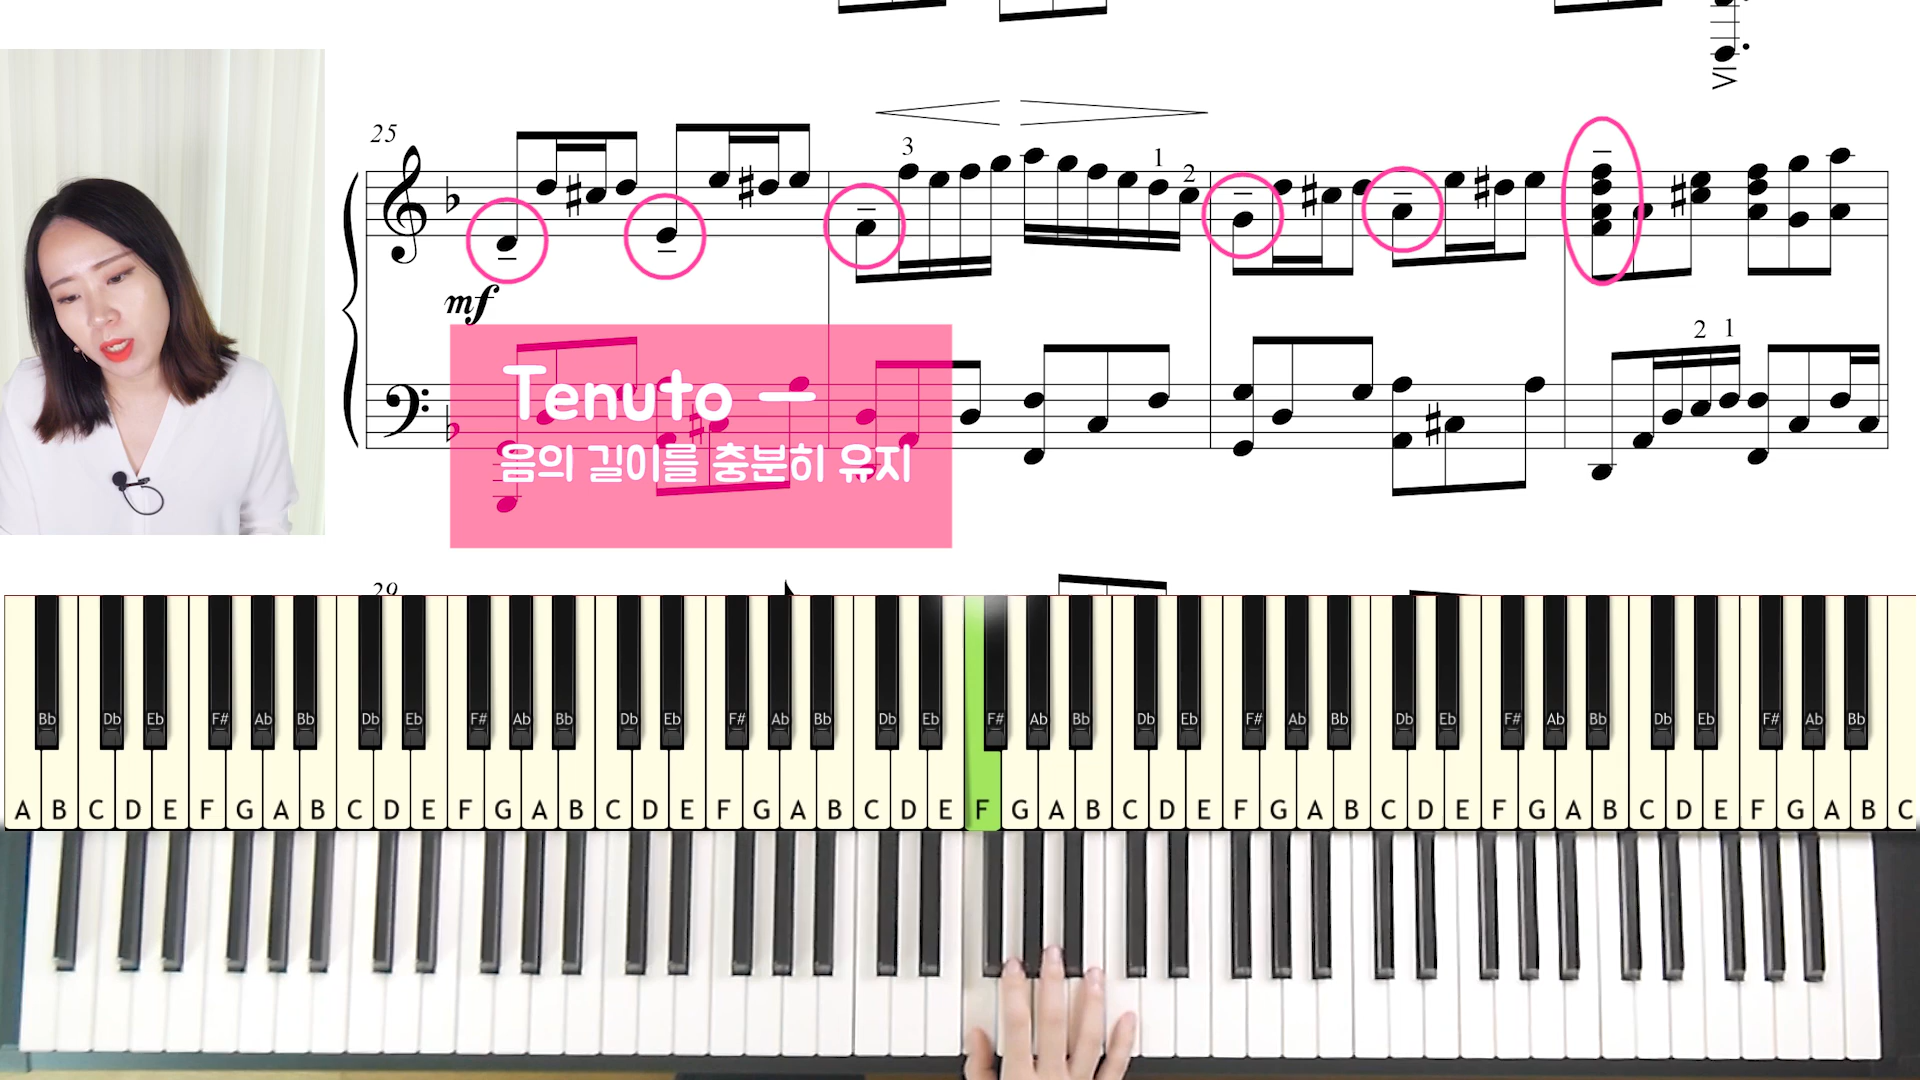 25
3
1
2
mf
2 1
Tenuto –
음의 길이를 충분히 유지
29
Bb Db Eb F# Ab Bb Db Eb F# Ab Bb Db Eb F# Ab Bb Db Eb F# Ab Bb Db Eb F# Ab Bb Db Eb F# Ab Bb Db Eb F# Ab Bb
A B C D E F G A B C D E F G A B C D E F G A B C D E F G A B C D E F G A B C D E F G A B C D E F G A B C